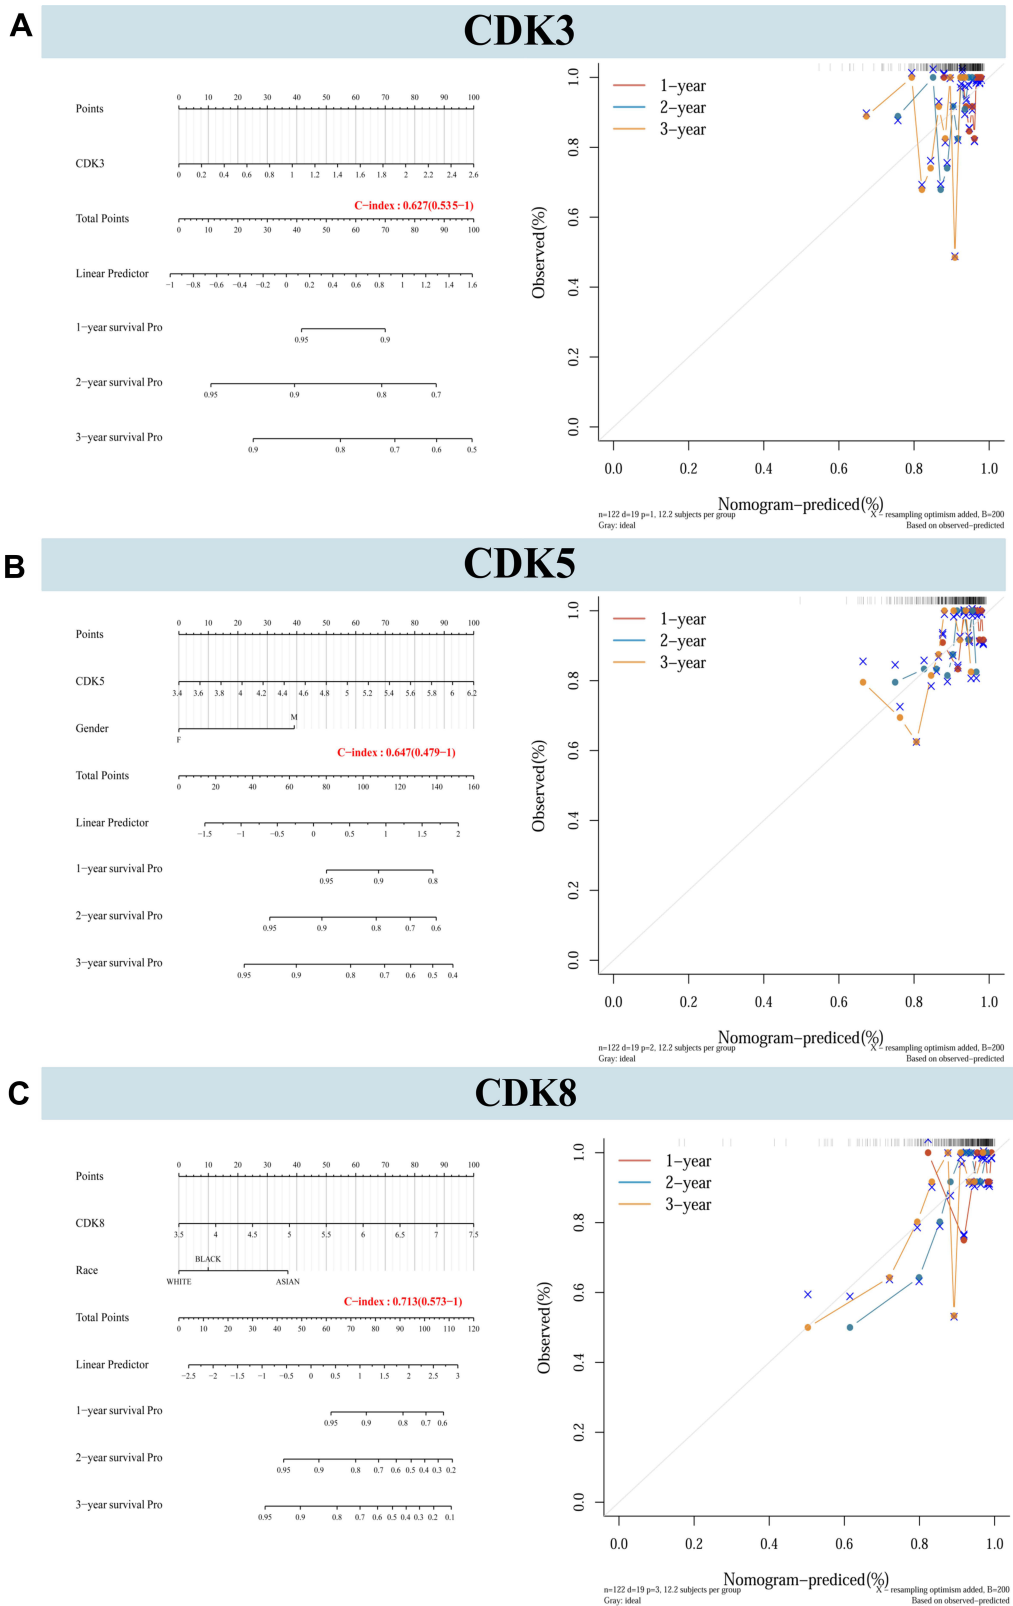 A
CDK3
Points
0 10 20 30 40 50 60 70 80 90 100
CDK3
0 0.2 0.4 0.6 0.8 1 1.2 1.4 1.6 1.8 2 2.2 2.4 2.6
C−index : 0.627(0.535−1)
Total Points
0 10 20 30 40 50 60 70 80 90 100
Linear Predictor
−1 −0.8 −0.6 −0.4 −0.2 0 0.2 0.4 0.6 0.8 1 1.2 1.4 1.6
1−year survival Pro
0.95 0.9
2−year survival Pro
0.95 0.9 0.8 0.7
3−year survival Pro
0.9 0.8 0.7 0.6 0.5
1−year
2−year
3−year
Observed(%)
0.0 0.2 0.4 0.6 0.8 1.0
0.0 0.2 0.4 0.6 0.8 1.0
Nomogram−prediced(%)
n=122 d=19 p=1, 12.2 subjects per group
Gray: ideal
X − resampling optimism added, B=200
Based on observed−predicted
B
CDK5
Points
0 10 20 30 40 50 60 70 80 90 100
CDK5
3.4 3.6 3.8 4 4.2 4.4 4.6 4.8 5 5.2 5.4 5.6 5.8 6 6.2
M
Gender
F
C−index : 0.647(0.479−1)
Total Points
0 20 40 60 80 100 120 140 160
Linear Predictor
−1.5 −1 −0.5 0 0.5 1 1.5 2
1−year survival Pro
0.95 0.9 0.8
2−year survival Pro
0.95 0.9 0.8 0.7 0.6
3−year survival Pro
0.95 0.9 0.8 0.7 0.6 0.5 0.4
1−year
2−year
3−year
Observed(%)
0.0 0.2 0.4 0.6 0.8 1.0
0.0 0.2 0.4 0.6 0.8 1.0
Nomogram−prediced(%)
n=122 d=19 p=2, 12.2 subjects per group
Gray: ideal
X − resampling optimism added, B=200
Based on observed−predicted
C
CDK8
Points
0 10 20 30 40 50 60 70 80 90 100
CDK8
3.5 4 4.5 5 5.5 6 6.5 7 7.5
BLACK
Race
WHITE ASIAN
C−index : 0.713(0.573−1)
Total Points
0 10 20 30 40 50 60 70 80 90 100 110 120
Linear Predictor
−2.5 −2 −1.5 −1 −0.5 0 0.5 1 1.5 2 2.5 3
1−year survival Pro
0.95 0.9 0.8 0.7 0.6
2−year survival Pro
0.95 0.9 0.8 0.7 0.6 0.5 0.4 0.3 0.2
3−year survival Pro
0.95 0.9 0.8 0.7 0.6 0.5 0.4 0.3 0.2 0.1
1−year
2−year
3−year
Observed(%)
0.0 0.2 0.4 0.6 0.8 1.0
0.0 0.2 0.4 0.6 0.8 1.0
Nomogram−prediced(%)
n=122 d=19 p=3, 12.2 subjects per group
Gray: ideal
X − resampling optimism added, B=200
Based on observed−predicted